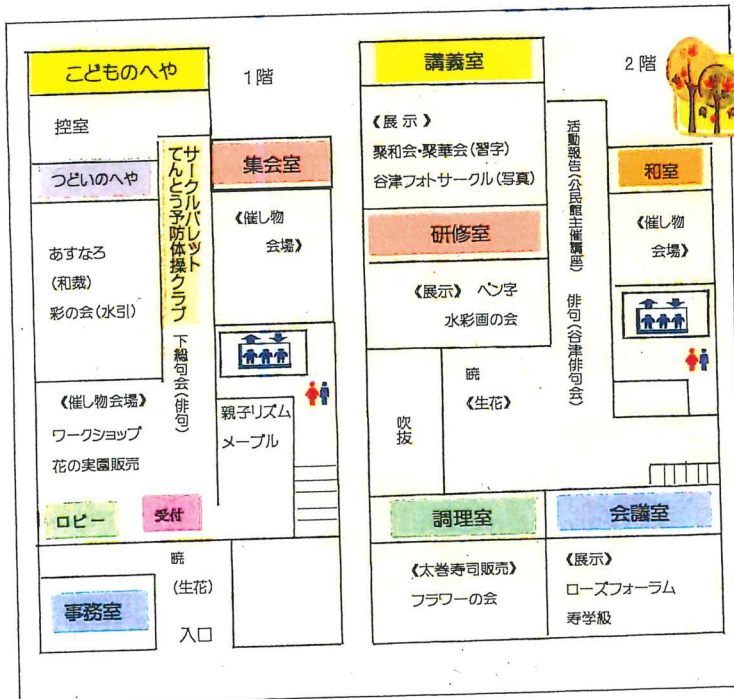 こどものへや
1階
控室
つどいのへや
あすなろ
(和裁)
彩の会(水引)
サークルパレット
てんとう予防体操クラブ
下総句会(俳句)
集会室
《催し物
会場》
親子リズム
メープル
《催し物会場》
ワークショップ
花の実園販売
ロビー
受付
暁
(生花)
事務室
入口
講義室
2階
《展示》
聚和会・聚華会(習字)
谷津フォトサークル(写真)
研修室
《展示》 ペン字
水彩画の会
活動報告(公民館主催講座) 俳句(谷津俳句会)
和室
《催し物
会場》
暁
《生花》
吹抜
調理室
《太巻寿司販売》
フラワーの会
会議室
《展示》
ローズフォーラム
寿学級